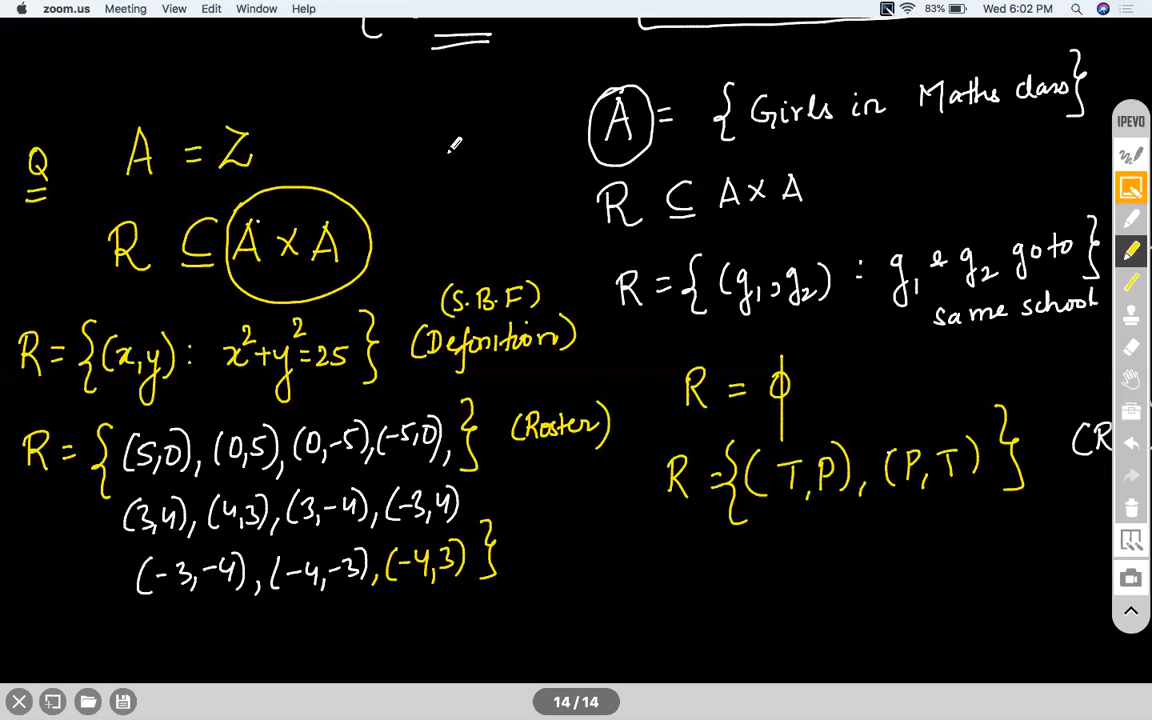 zoom.us Meeting View Edit Window Help 83% Wed 6:02 PM
Q A = Z
R ⊆ A × A
R = {(x,y) : x² + y² = 25}
(S.B.F)
(Definition)
R = { (5,0), (0,5), (0,-5), (-5,0), }
(Roster)
(3,4), (4,3), (3,-4), (-3,4)
(-3,-4), (-4,-3), (-4,3) }
A = { Girls in Maths class }
R ⊆ A × A
R = { (g₁, g₂) : g₁ & g₂ go to }
same school
R = ϕ
R = { (T,P), (P,T) }
(R
IPEVO
14 / 14